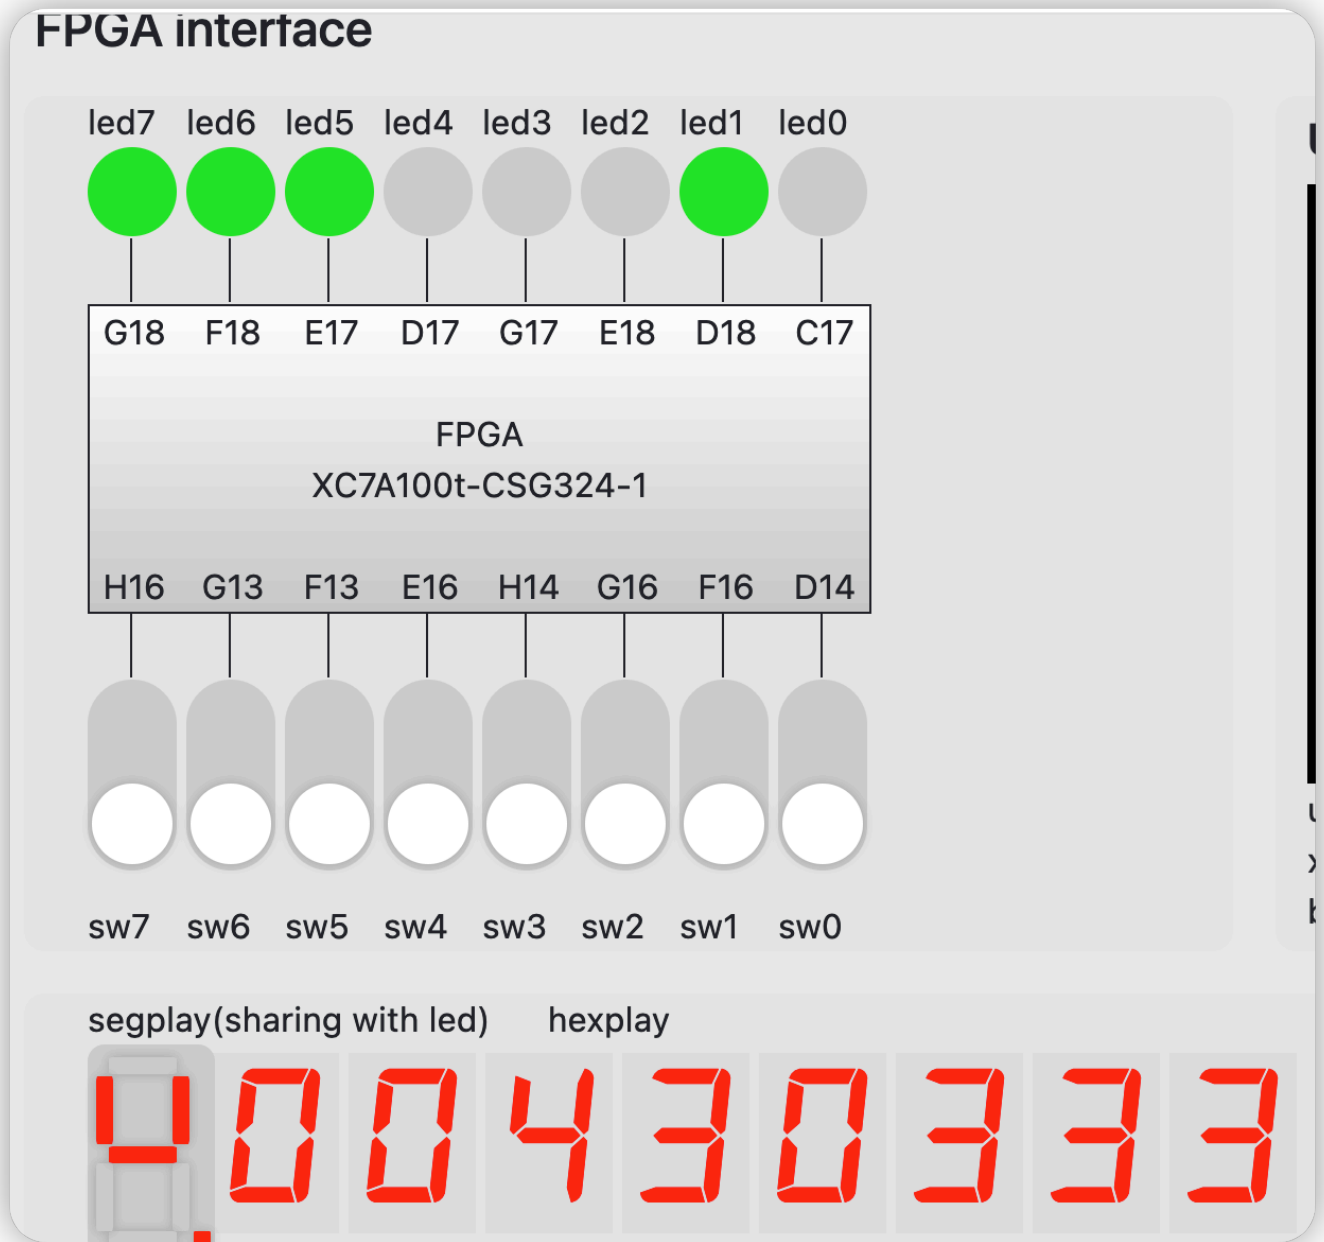 FPGA interface
led7 led6 led5 led4 led3 led2 led1 led0
G18 F18 E17 D17 G17 E18 D18 C17
FPGA
XC7A100t-CSG324-1
H16 G13 F13 E16 H14 G16 F16 D14
sw7 sw6 sw5 sw4 sw3 sw2 sw1 sw0
segplay(sharing with led) hexplay
0 0 4 3 0 3 3 3